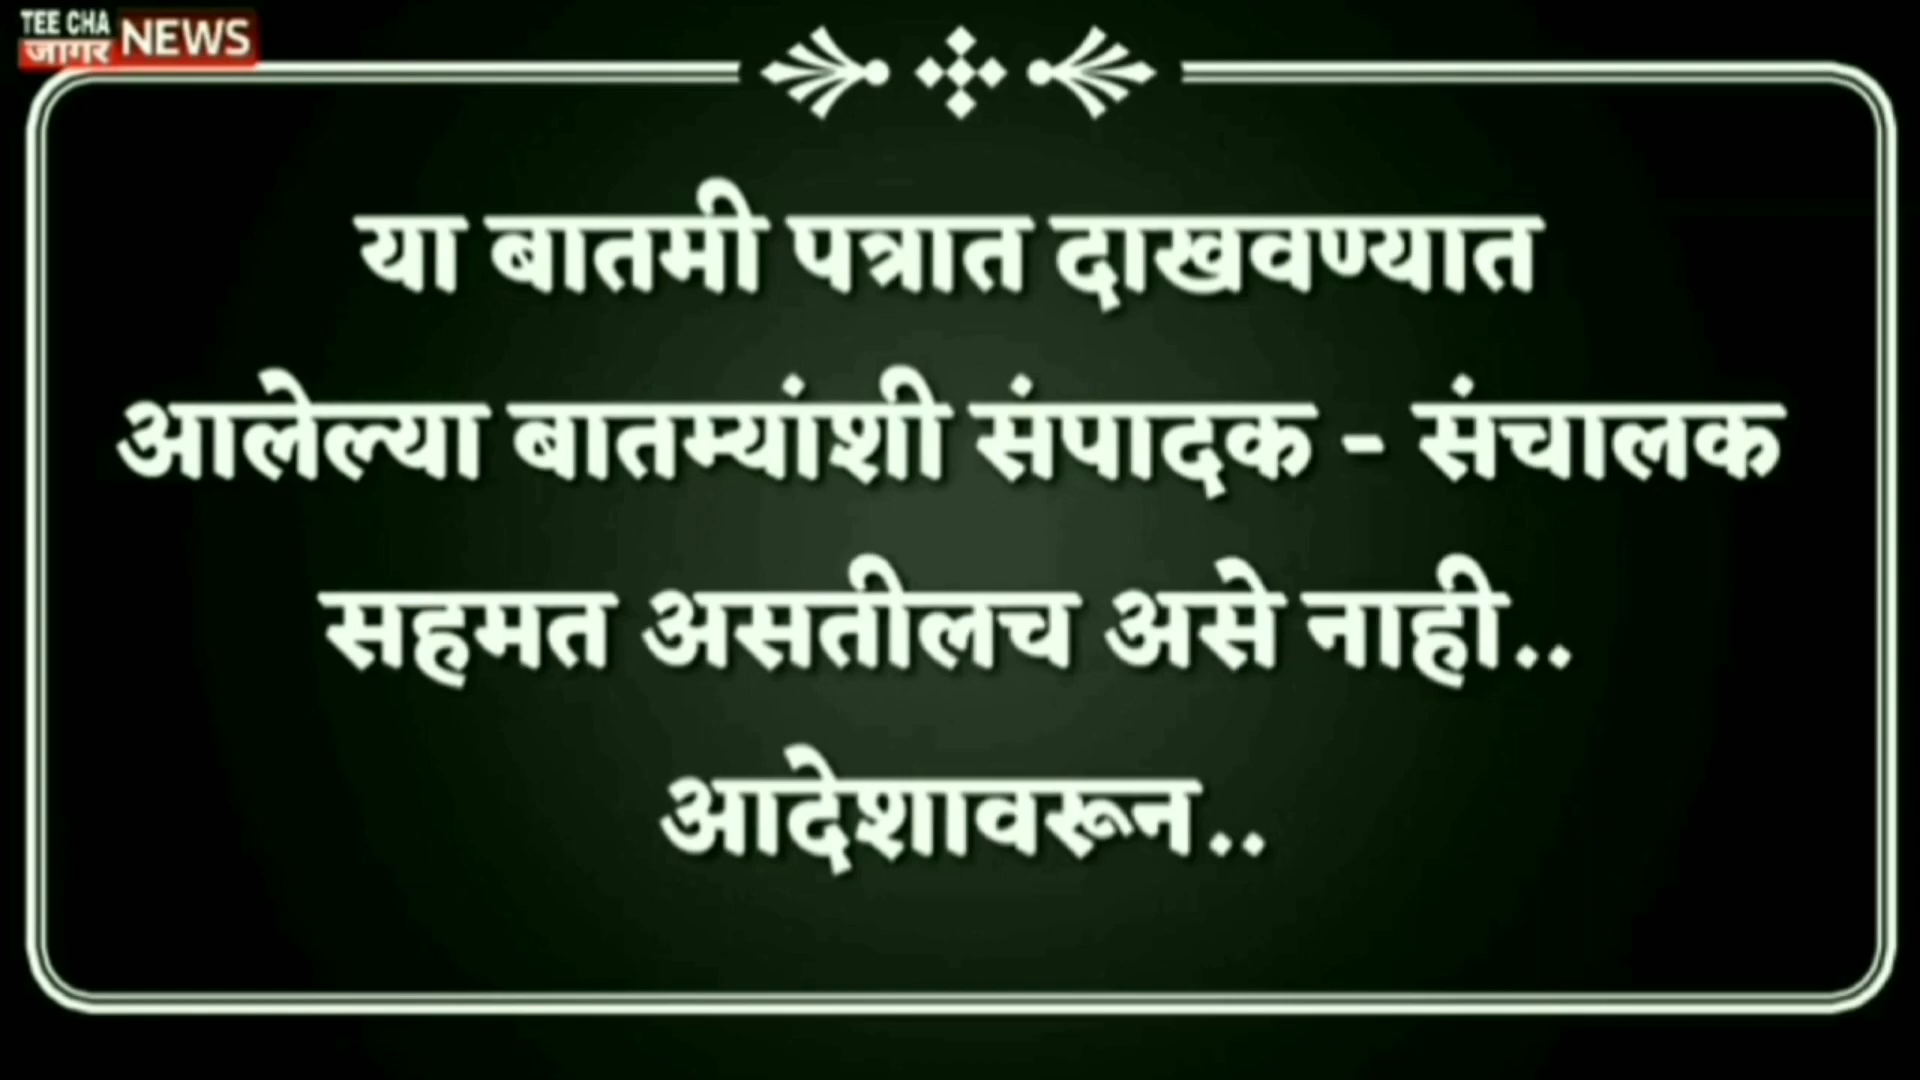 TEE CHA
जागर NEWS
या बातमी पत्रात दाखवण्यात
आलेल्या बातम्यांशी संपादक - संचालक
सहमत असतीलच असे नाही..
आदेशावरून..